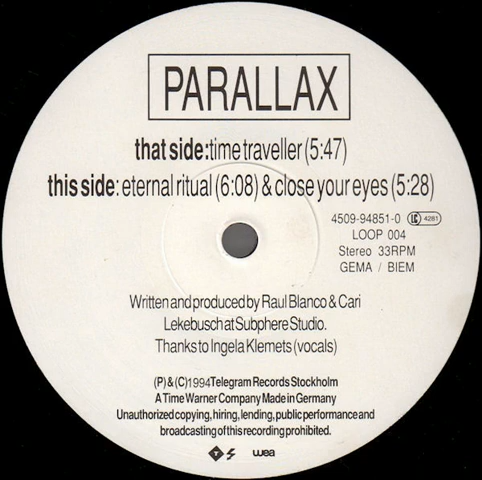 PARALLAX
that side: time traveller (5:47)
this side: eternal ritual (6:08) & close your eyes (5:28)
4509-94851-0 LC 4281
LOOP 004
Stereo 33RPM
GEMA / BIEM
Written and produced by Raul Blanco & Cari
Lekebusch at Subphere Studio.
Thanks to Ingela Klemets (vocals)
(P) & (C) 1994 Telegram Records Stockholm
A Time Warner Company Made in Germany
Unauthorized copying, hiring, lending, public performance and
broadcasting of this recording prohibited.
T wea